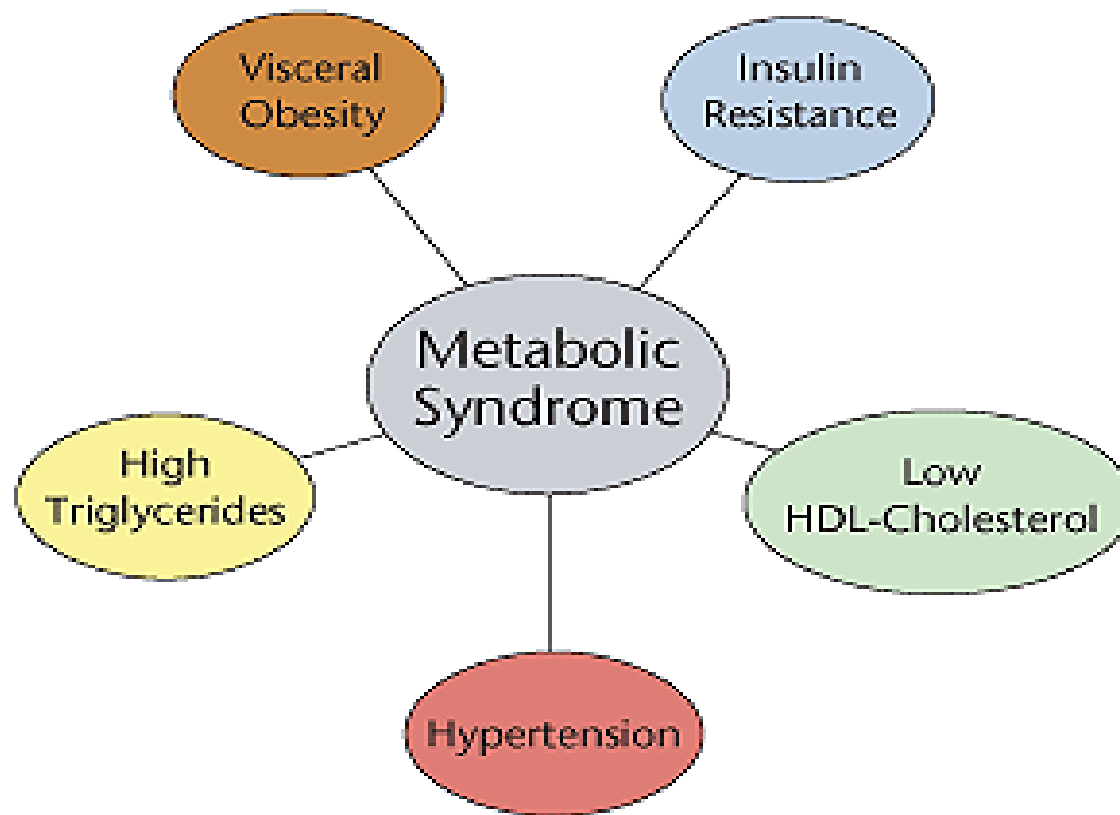 Visceral
Obesity
Insulin
Resistance
Metabolic
Syndrome
High
Triglycerides
Low
HDL-Cholesterol
Hypertension